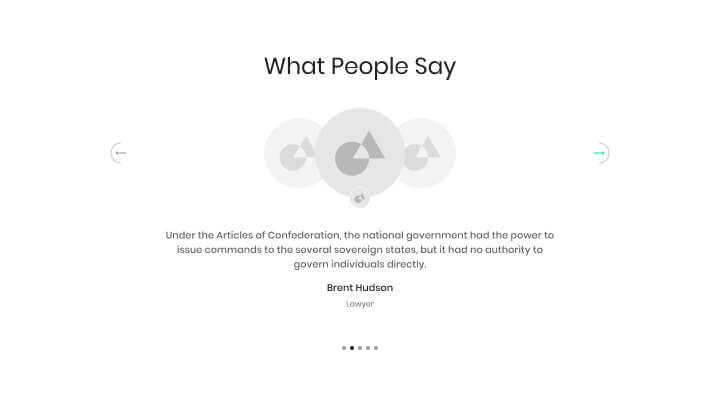 What People Say
Under the Articles of Confederation, the national government had the power to
issue commands to the several sovereign states, but it had no authority to
govern individuals directly.
Brent Hudson
Lawyer